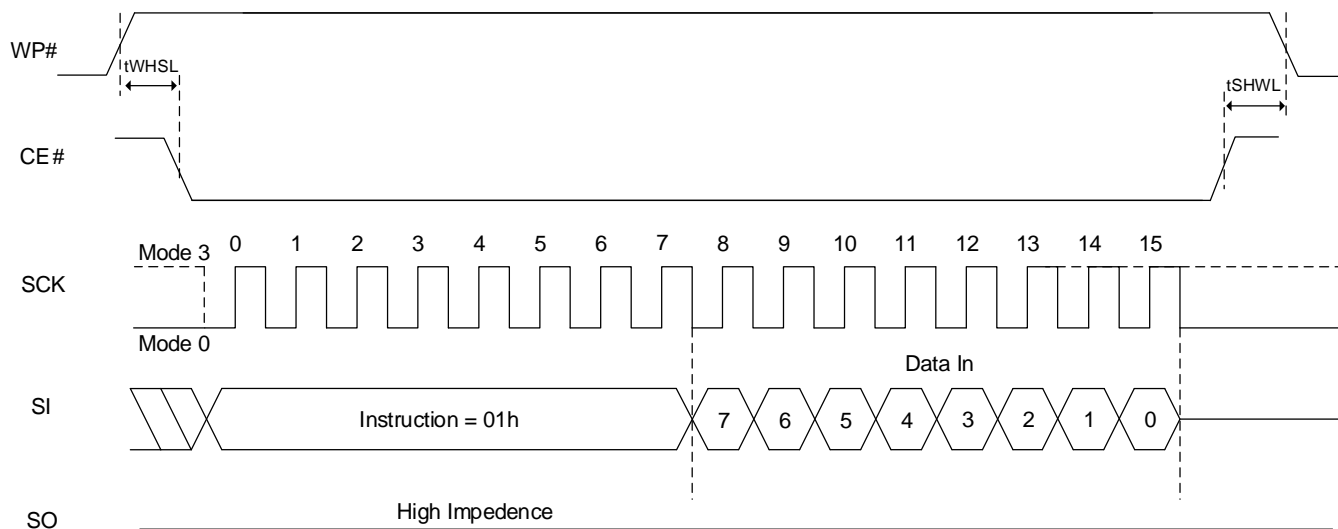 WP#
tWHSL
tSHWL
CE#
0 1 2 3 4 5 6 7 8 9 10 11 12 13 14 15
Mode 3
SCK
Mode 0
Data In
SI
Instruction = 01h
7 6 5 4 3 2 1 0
High Impedence
SO